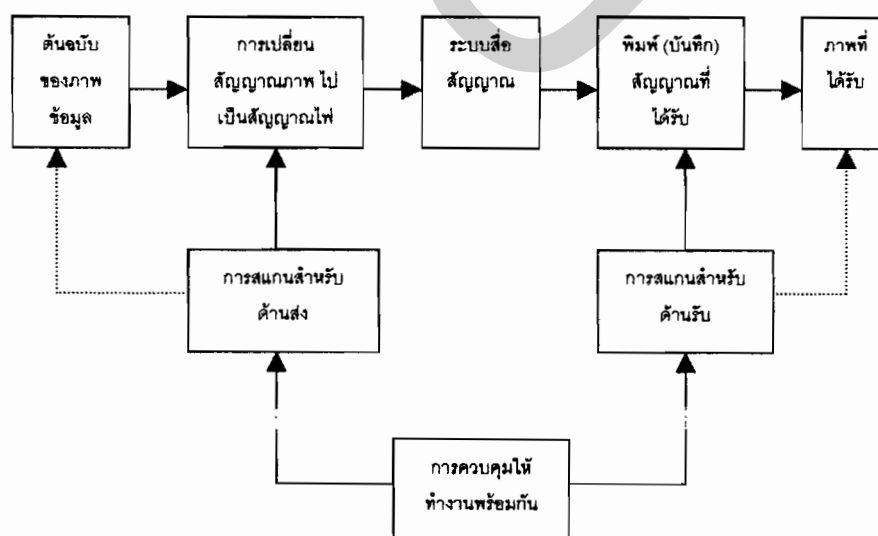 ต้นฉบับ
ของภาพ
ข้อมูล
การเปลี่ยน
สัญญาณภาพ ไป
เป็นสัญญาณไฟ
ระบบสื่อ
สัญญาณ
พิมพ์ (บันทึก)
สัญญาณที่
ได้รับ
ภาพที่
ได้รับ
การสแกนสำหรับ
ด้านส่ง
การสแกนสำหรับ
ด้านรับ
การควบคุมให้
ทำงานพร้อมกัน